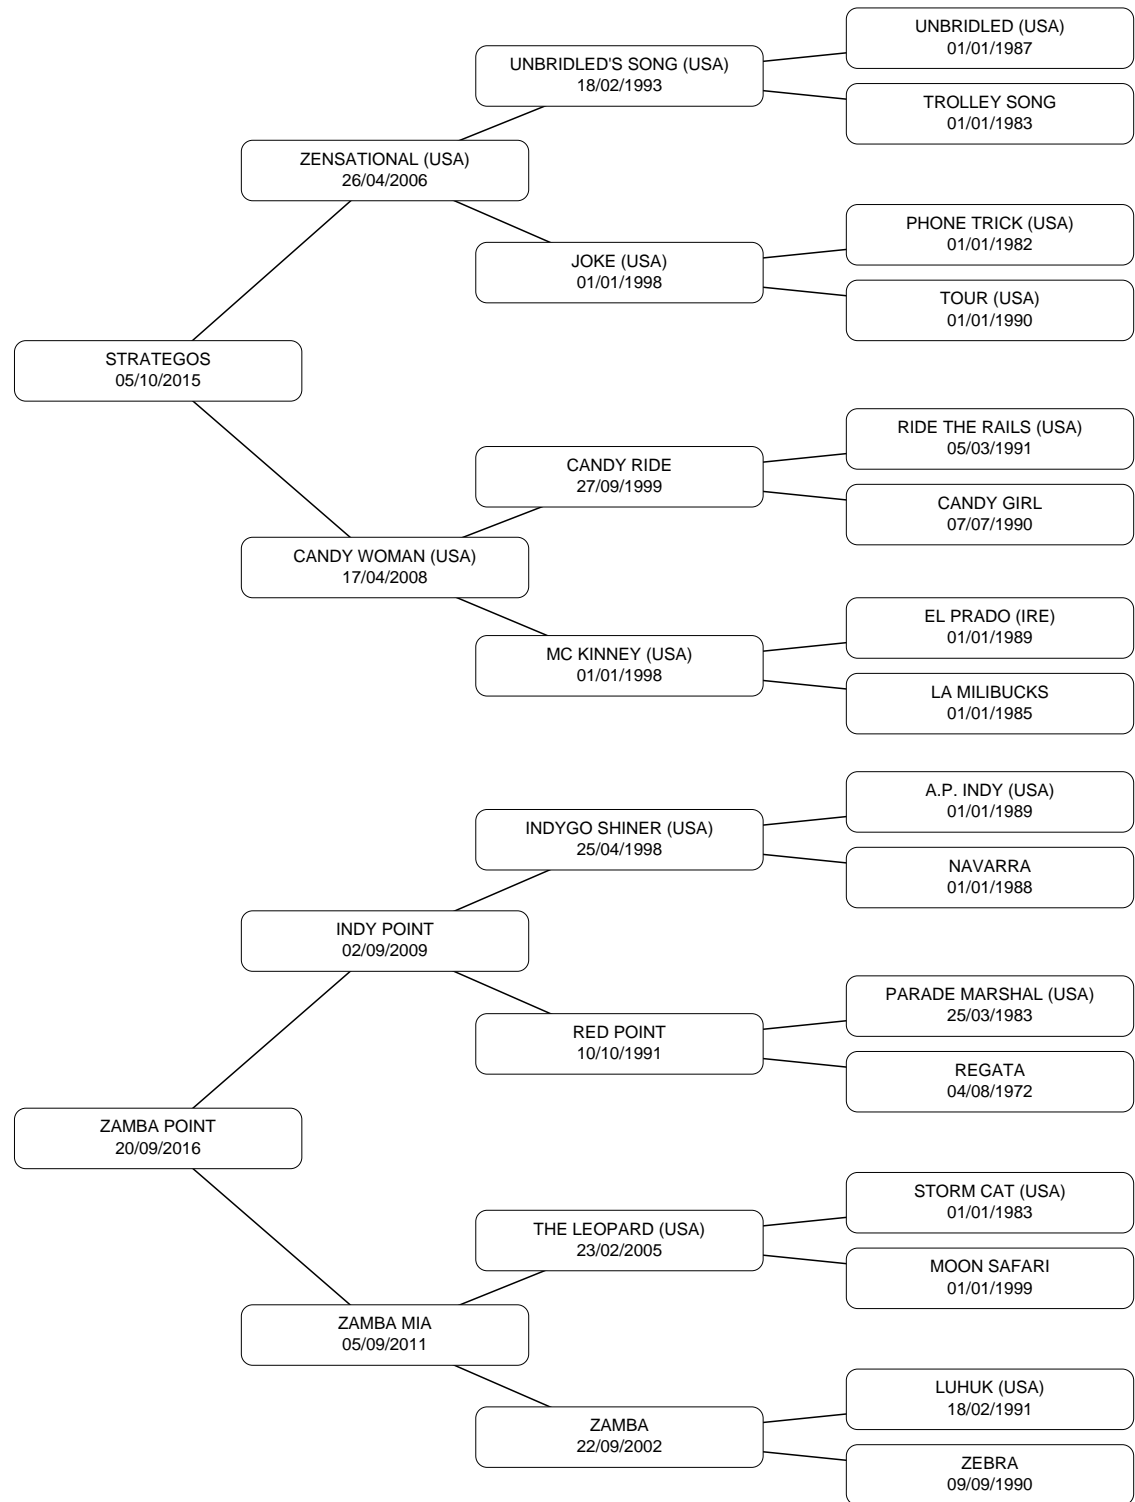 UNBRIDLED (USA)
01/01/1987
UNBRIDLED'S SONG (USA)
18/02/1993
TROLLEY SONG
01/01/1983
ZENSATIONAL (USA)
26/04/2006
PHONE TRICK (USA)
01/01/1982
JOKE (USA)
01/01/1998
TOUR (USA)
01/01/1990
STRATEGOS
05/10/2015
RIDE THE RAILS (USA)
05/03/1991
CANDY RIDE
27/09/1999
CANDY GIRL
07/07/1990
CANDY WOMAN (USA)
17/04/2008
EL PRADO (IRE)
01/01/1989
MC KINNEY (USA)
01/01/1998
LA MILIBUCKS
01/01/1985
A.P. INDY (USA)
01/01/1989
INDYGO SHINER (USA)
25/04/1998
NAVARRA
01/01/1988
INDY POINT
02/09/2009
PARADE MARSHAL (USA)
25/03/1983
RED POINT
10/10/1991
REGATA
04/08/1972
ZAMBA POINT
20/09/2016
STORM CAT (USA)
01/01/1983
THE LEOPARD (USA)
23/02/2005
MOON SAFARI
01/01/1999
ZAMBA MIA
05/09/2011
LUHUK (USA)
18/02/1991
ZAMBA
22/09/2002
ZEBRA
09/09/1990